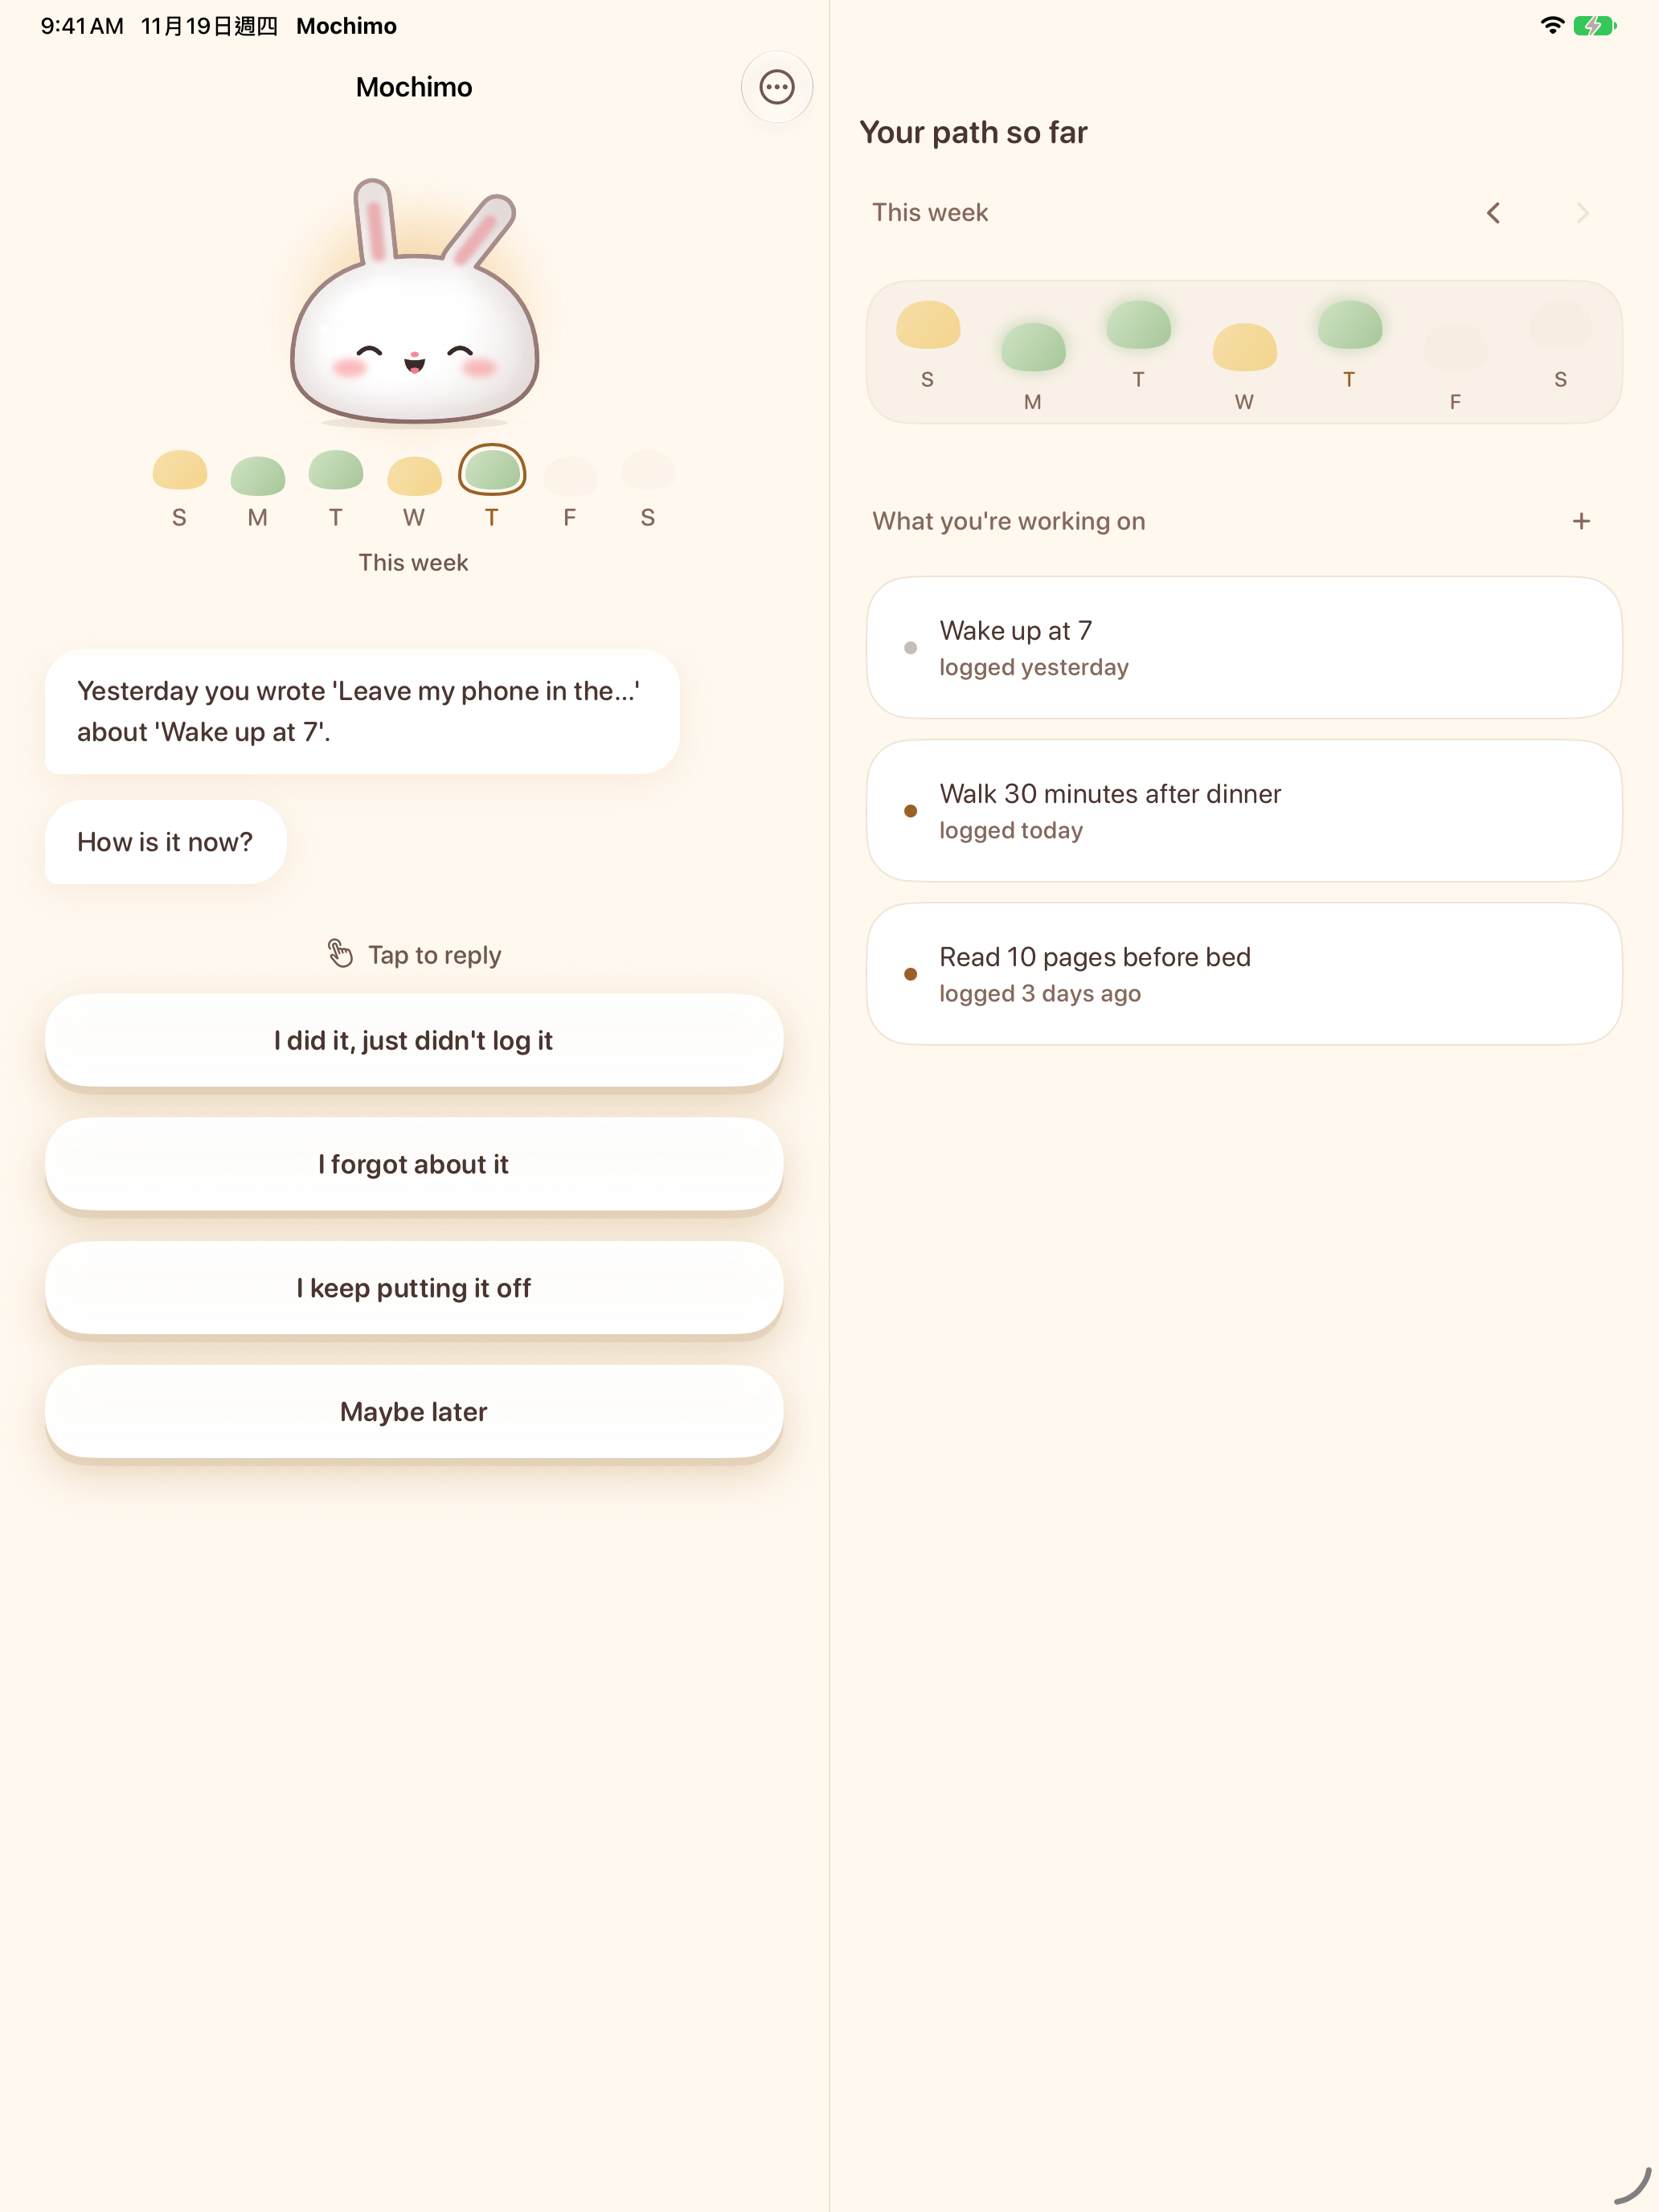 9:41 AM 11月19日週四 Mochimo
Mochimo
S M T W T F S
This week
Yesterday you wrote 'Leave my phone in the...'
about 'Wake up at 7'.
How is it now?
Tap to reply
I did it, just didn't log it
I forgot about it
I keep putting it off
Maybe later
Your path so far
This week
S M T W T F S
What you're working on +
Wake up at 7
logged yesterday
Walk 30 minutes after dinner
logged today
Read 10 pages before bed
logged 3 days ago